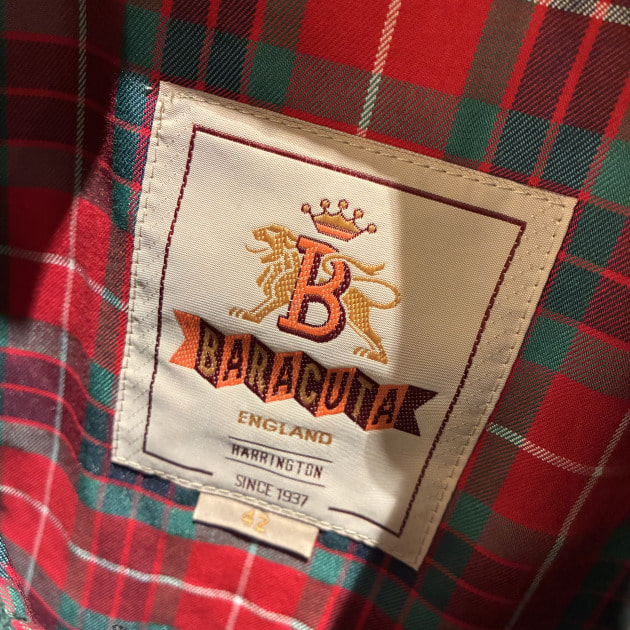 B
BARACUTA
ENGLAND
HARRINGTON
SINCE 1937
42